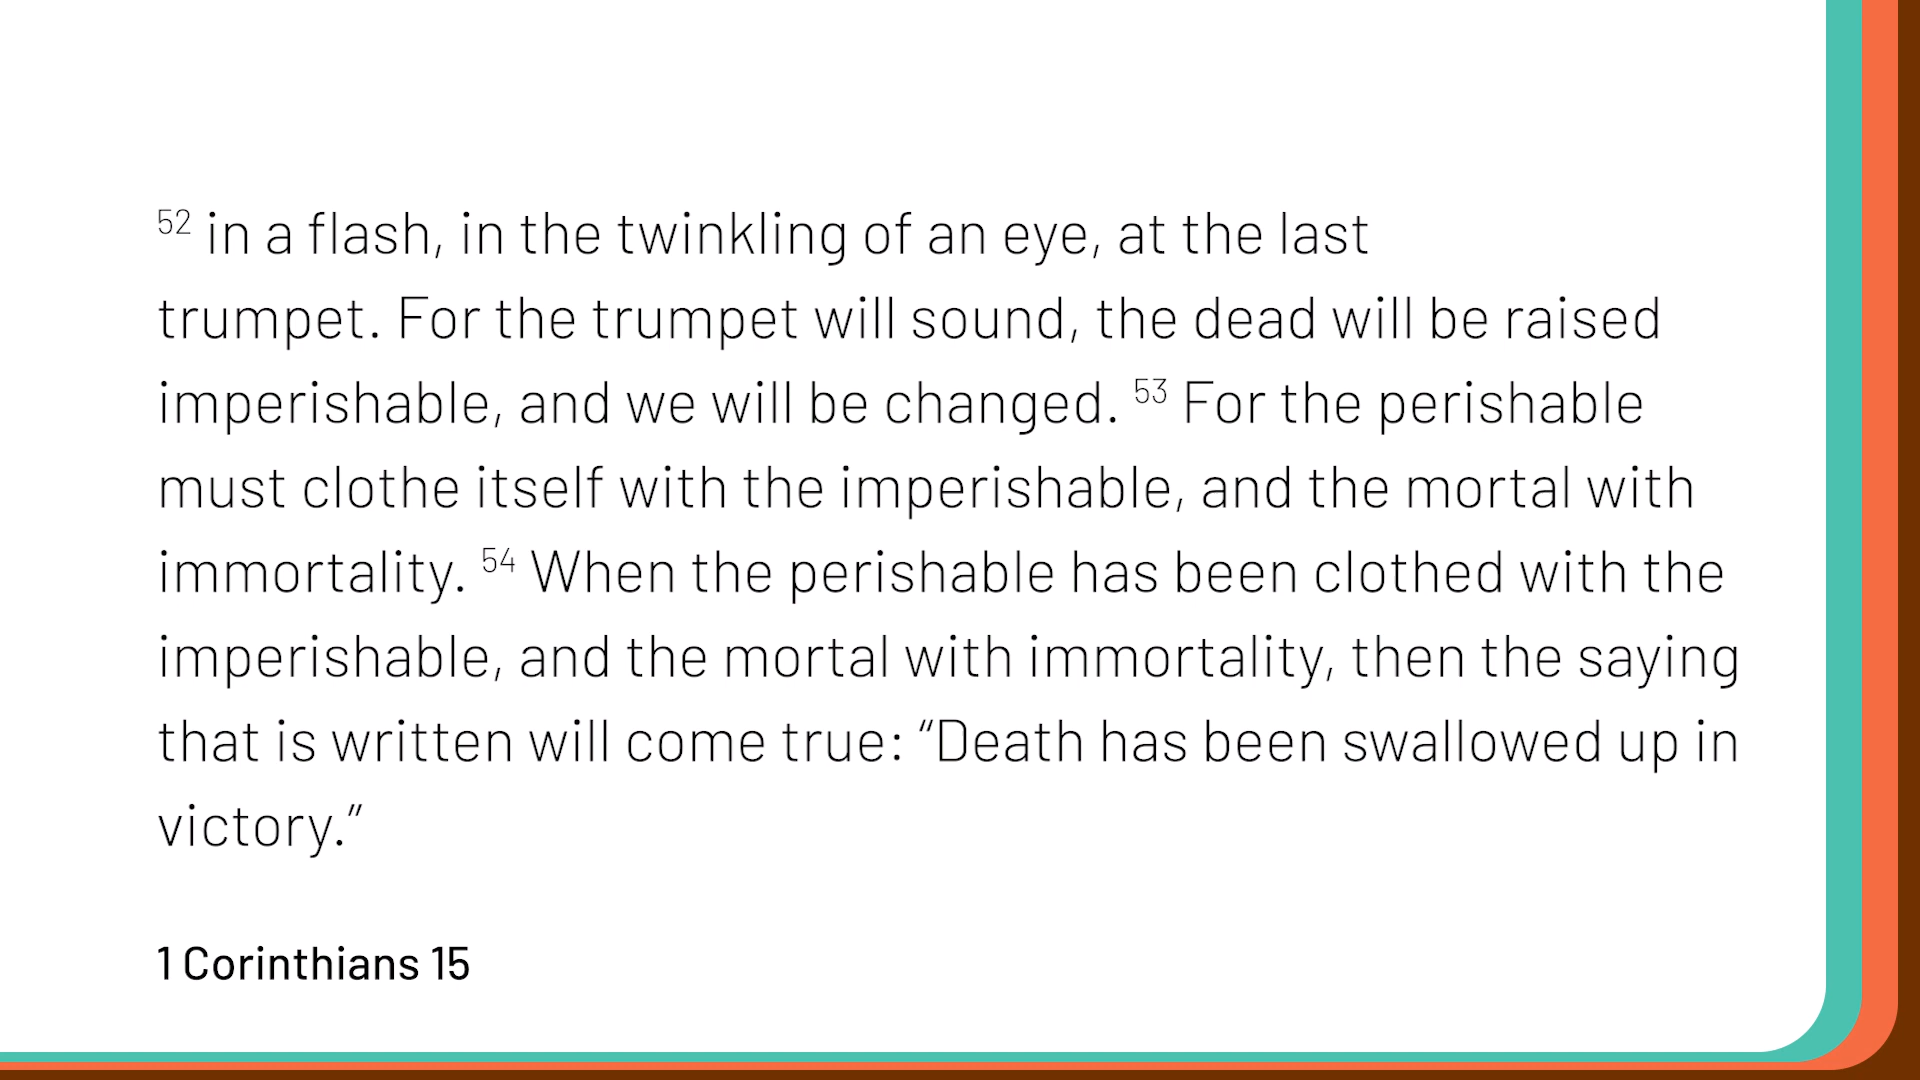 52 in a flash, in the twinkling of an eye, at the last
trumpet. For the trumpet will sound, the dead will be raised
imperishable, and we will be changed. 53 For the perishable
must clothe itself with the imperishable, and the mortal with
immortality. 54 When the perishable has been clothed with the
imperishable, and the mortal with immortality, then the saying
that is written will come true: “Death has been swallowed up in
victory.”
1 Corinthians 15